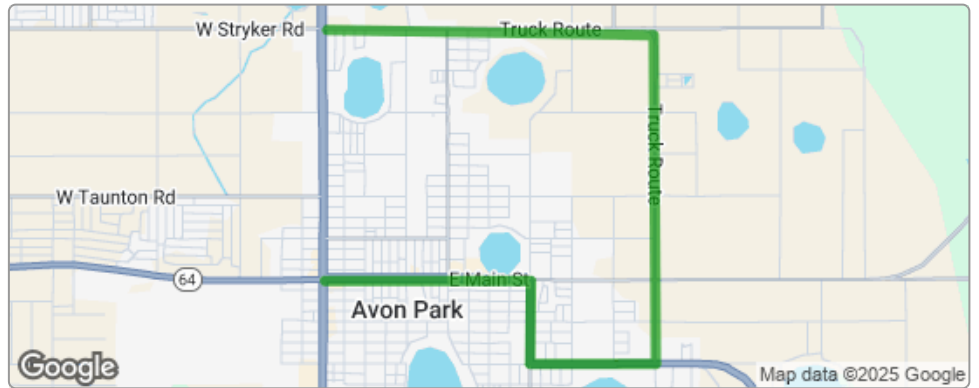 W Stryker Rd
Truck Route
Truck Route
W Taunton Rd
64
E Main St
Avon Park
Google
Map data ©2025 Google